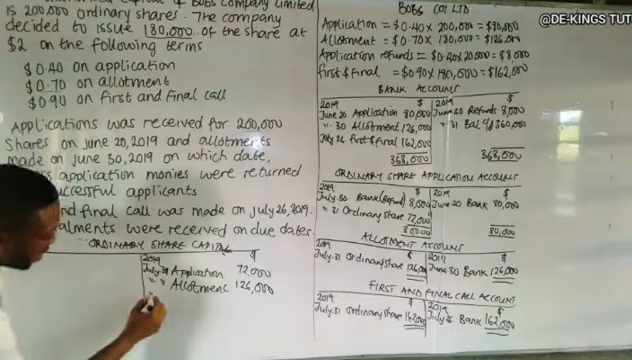 BOBS COY LTD
@DE-KINGS TUT
of Bobs Company Limited
is 200,000 ordinary shares. The company
decided to issue 180,000 of the share at
$2 on the following terms
$0.40 on application
$0.70 on allotment
$0.90 on first and final call
Applications was received for 200,000
Shares on June 20, 2019 and allotments
made on June 30, 2019 on which date,
application monies were returned
successful applicants
nd final call was made on July 26, 2019.
alments were received on due dates.
ORDINARY SHARE CAPITAL
2019 $
Application 72,000
" " Allotment 126,000
Application = $0.40 x 200,000 = $80,000
Allotment = $0.70 x 180,000 = $126,000
Application refunds = $0.40x20,000 = $8,000
first $ final = $0.90 x 180,000 = $162,000
BANK ACCOUNT
2019 $ 2019 $
June 20 Application 80,000 June 20 Refunds 8,000
" 30 Allotment 126,000 " 31 Bal c/d 360,000
July 26 first $ final 162,000
368,000 368,000
ORDINARY SHARE APPLICATION ACCOUNT
2019 $ 2019 $
July 30 Bank (Refund) 8,000 June 20 Bank 80,000
" 31 Ordinary share 72,000
80000 80,000
ALLOTMENT ACCOUNT
2019 $ 2019 $
July 31 Ordinary share 126,000 June 30 Bank 126,000
FIRST AND FINAL CALL ACCOUNT
2019 $ 2019 $
July 31 Ordinary share 162,000 July 26 Bank 162,000